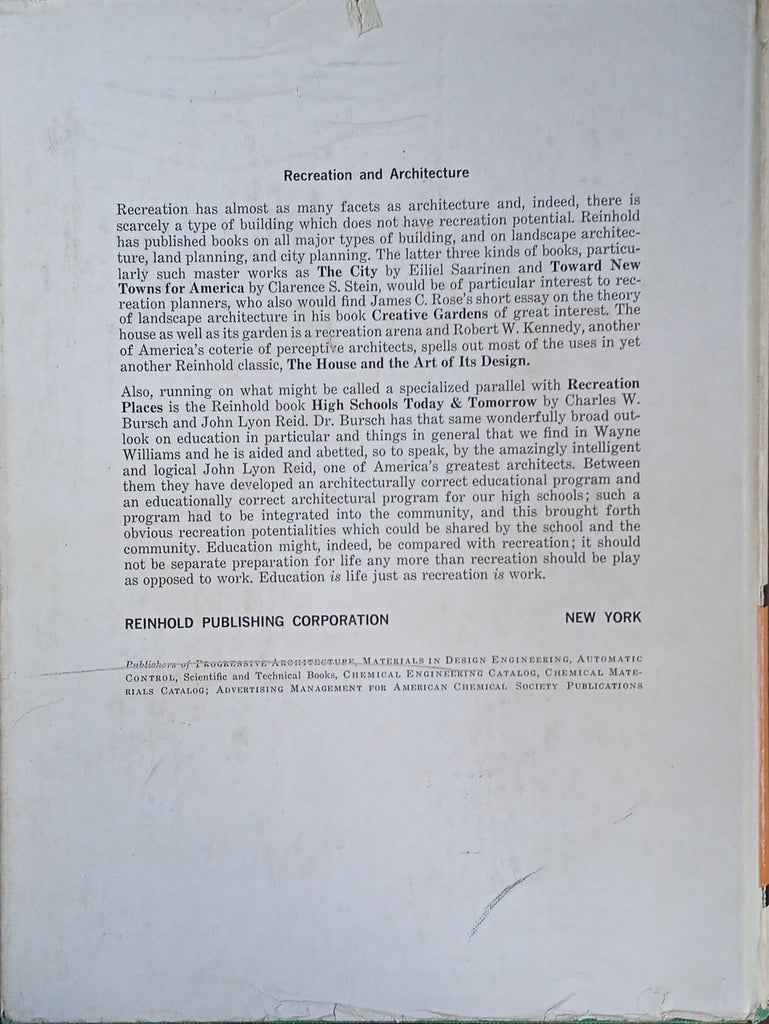 Recreation and Architecture
Recreation has almost as many facets as architecture and, indeed, there is
scarcely a type of building which does not have recreation potential. Reinhold
has published books on all major types of building, and on landscape architec-
ture, land planning, and city planning. The latter three kinds of books, particu-
larly such master works as The City by Eiliel Saarinen and Toward New
Towns for America by Clarence S. Stein, would be of particular interest to rec-
reation planners, who also would find James C. Rose's short essay on the theory
of landscape architecture in his book Creative Gardens of great interest. The
house as well as its garden is a recreation arena and Robert W. Kennedy, another
of America's coterie of perceptive architects, spells out most of the uses in yet
another Reinhold classic, The House and the Art of Its Design.
Also, running on what might be called a specialized parallel with Recreation
Places is the Reinhold book High Schools Today & Tomorrow by Charles W.
Bursch and John Lyon Reid. Dr. Bursch has that same wonderfully broad out-
look on education in particular and things in general that we find in Wayne
Williams and he is aided and abetted, so to speak, by the amazingly intelligent
and logical John Lyon Reid, one of America's greatest architects. Between
them they have developed an architecturally correct educational program and
an educationally correct architectural program for our high schools; such a
program had to be integrated into the community, and this brought forth
obvious recreation potentialities which could be shared by the school and the
community. Education might, indeed, be compared with recreation; it should
not be separate preparation for life any more than recreation should be play
as opposed to work. Education is life just as recreation is work.
REINHOLD PUBLISHING CORPORATION NEW YORK
Publishers of PROGRESSIVE ARCHITECTURE, MATERIALS IN DESIGN ENGINEERING, AUTOMATIC
CONTROL, Scientific and Technical Books, CHEMICAL ENGINEERING CATALOG, CHEMICAL MATE-
RIALS CATALOG; ADVERTISING MANAGEMENT FOR AMERICAN CHEMICAL SOCIETY PUBLICATIONS